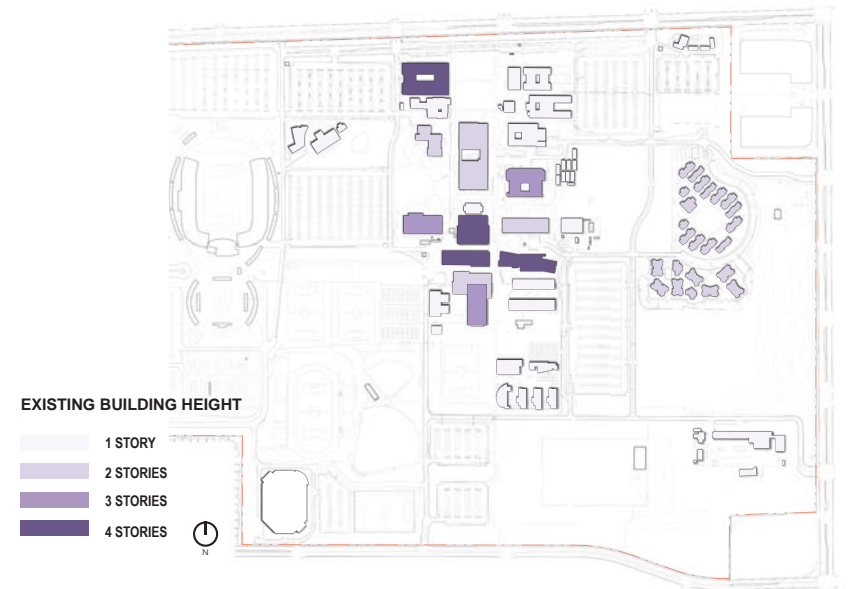 EXISTING BUILDING HEIGHT
1 STORY
2 STORIES
3 STORIES
4 STORIES
N